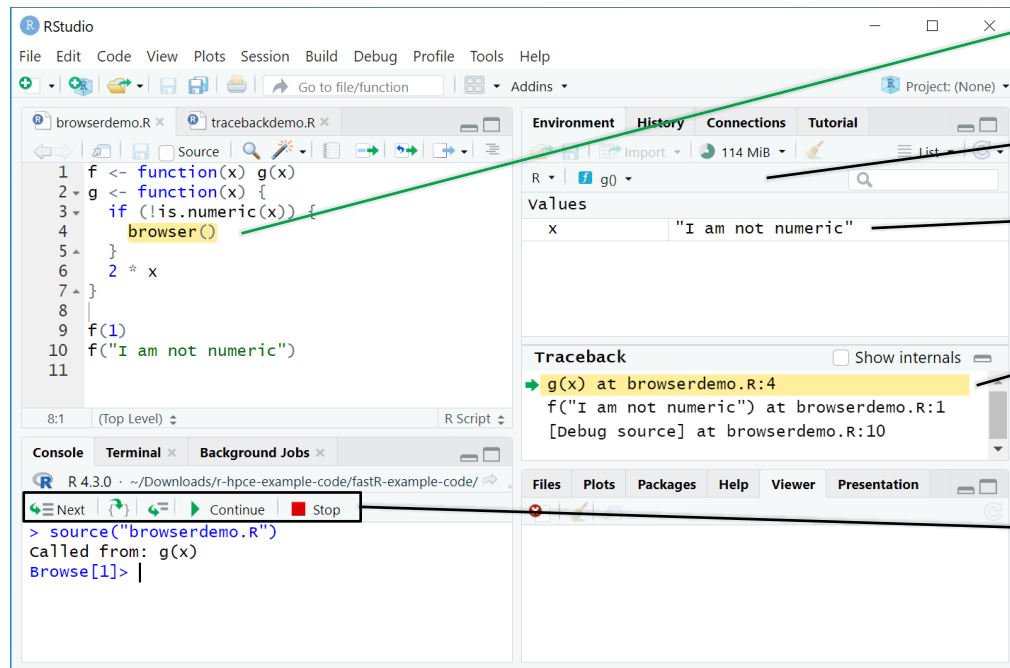 RStudio
File Edit Code View Plots Session Build Debug Profile Tools Help
Go to file/function Addins Project: (None)
browserdemo.R tracebackdemo.R
Source
1 f <- function(x) g(x)
2 g <- function(x) {
3 if (!is.numeric(x)) {
4 browser()
5 }
6 2 * x
7 }
8
9 f(1)
10 f("I am not numeric")
11
8:1 (Top Level) R Script
Console Terminal Background Jobs
R 4.3.0 · ~/Downloads/r-hpce-example-code/fastR-example-code/
Next Continue Stop
> source("browserdemo.R")
Called from: g(x)
Browse[1]>
Environment History Connections Tutorial
Import 114 MiB List
R g()
Values
x "I am not numeric"
Traceback Show internals
g(x) at browserdemo.R:4
f("I am not numeric") at browserdemo.R:1
[Debug source] at browserdemo.R:10
Files Plots Packages Help Viewer Presentation